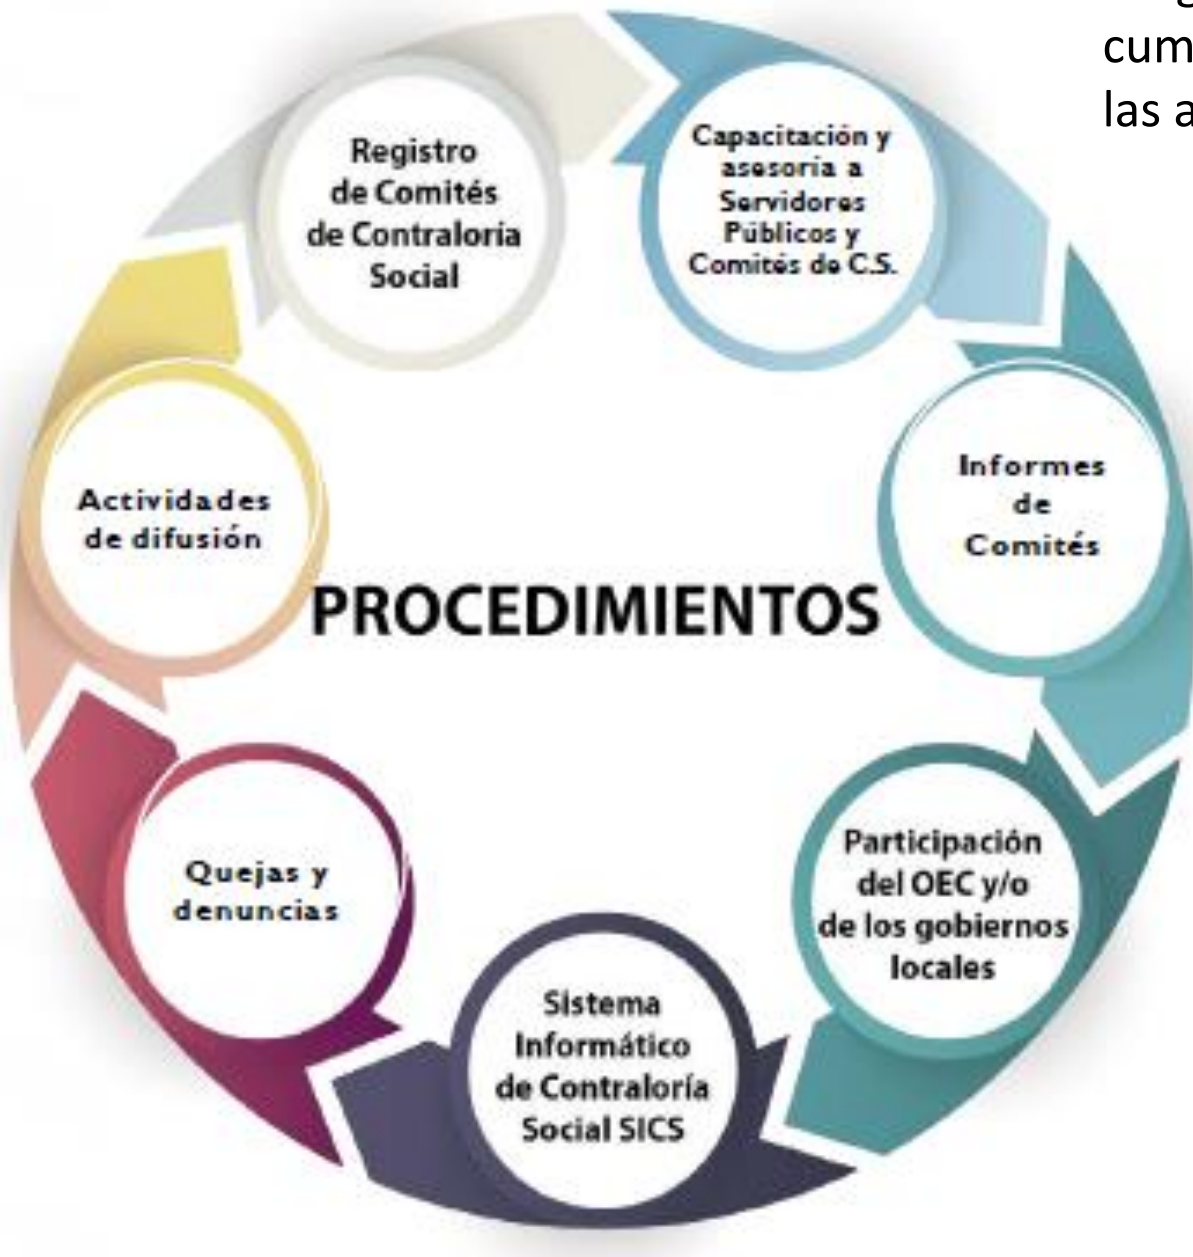 cum
las a
Registro
de Comités
de Contraloría
Social
Capacitación y
asesoría a
Servidores
Públicos y
Comités de C.S.
Informes
de
Comités
Participación
del OEC y/o
de los gobiernos
locales
Sistema
Informático
de Contraloría
Social SICS
Quejas y
denuncias
Actividades
de difusión
PROCEDIMIENTOS